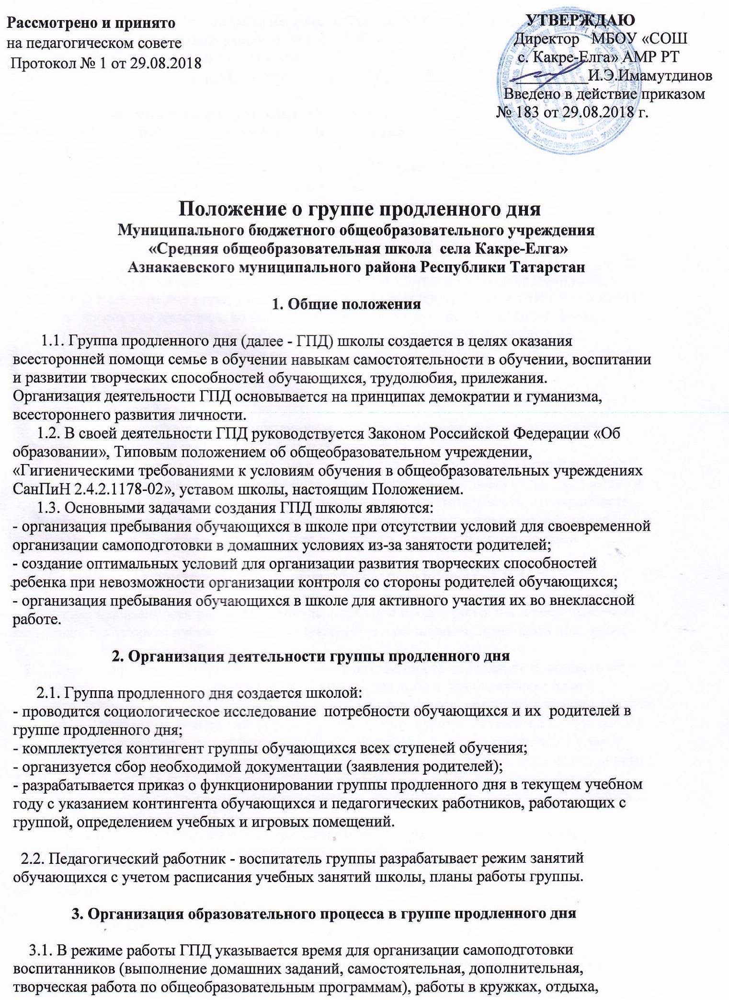 Рассмотрено и принято
на педагогическом совете
Протокол № 1 от 29.08.2018
УТВЕРЖДАЮ
Директор МБОУ «СОШ
с. Какре-Елга» АМР РТ
_________И.Э.Имамутдинов
Введено в действие приказом
№ 183 от 29.08.2018 г.
Положение о группе продленного дня
Муниципального бюджетного общеобразовательного учреждения
«Средняя общеобразовательная школа села Какре-Елга»
Азнакаевского муниципального района Республики Татарстан
1. Общие положения
1.1. Группа продленного дня (далее - ГПД) школы создается в целях оказания
всесторонней помощи семье в обучении навыкам самостоятельности в обучении, воспитании
и развитии творческих способностей обучающихся, трудолюбия, прилежания.
Организация деятельности ГПД основывается на принципах демократии и гуманизма,
всестороннего развития личности.
1.2. В своей деятельности ГПД руководствуется Законом Российской Федерации «Об
образовании», Типовым положением об общеобразовательном учреждении,
«Гигиеническими требованиями к условиям обучения в общеобразовательных учреждениях
СанПиН 2.4.2.1178-02», уставом школы, настоящим Положением.
1.3. Основными задачами создания ГПД школы являются:
- организация пребывания обучающихся в школе при отсутствии условий для своевременной
организации самоподготовки в домашних условиях из-за занятости родителей;
- создание оптимальных условий для организации развития творческих способностей
ребенка при невозможности организации контроля со стороны родителей обучающихся;
- организация пребывания обучающихся в школе для активного участия их во внеклассной
работе.
2. Организация деятельности группы продленного дня
2.1. Группа продленного дня создается школой:
- проводится социологическое исследование потребности обучающихся и их родителей в
группе продленного дня;
- комплектуется контингент группы обучающихся всех ступеней обучения;
- организуется сбор необходимой документации (заявления родителей);
- разрабатывается приказ о функционировании группы продленного дня в текущем учебном
году с указанием контингента обучающихся и педагогических работников, работающих с
группой, определением учебных и игровых помещений.
2.2. Педагогический работник - воспитатель группы разрабатывает режим занятий
обучающихся с учетом расписания учебных занятий школы, планы работы группы.
3. Организация образовательного процесса в группе продленного дня
3.1. В режиме работы ГПД указывается время для организации самоподготовки
воспитанников (выполнение домашних заданий, самостоятельная, дополнительная,
творческая работа по общеобразовательным программам), работы в кружках, отдыха,